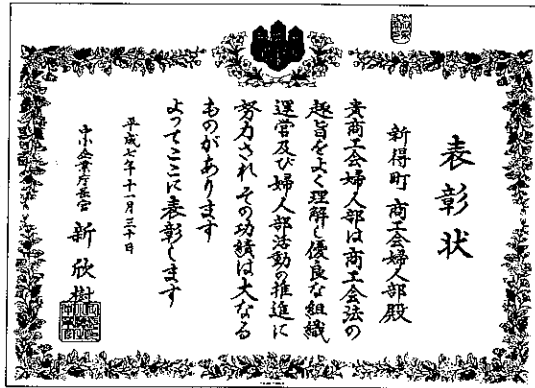 表彰状
新得町商工会婦人部殿
貴商工会婦人部は商工会法の
趣旨をよく理解し優良な組織
運営及び婦人部活動の推進に
努力され その功績は大なる
ものがあります
よってここに表彰します
平成七年十一月三十日
中小企業庁長官 新欣樹